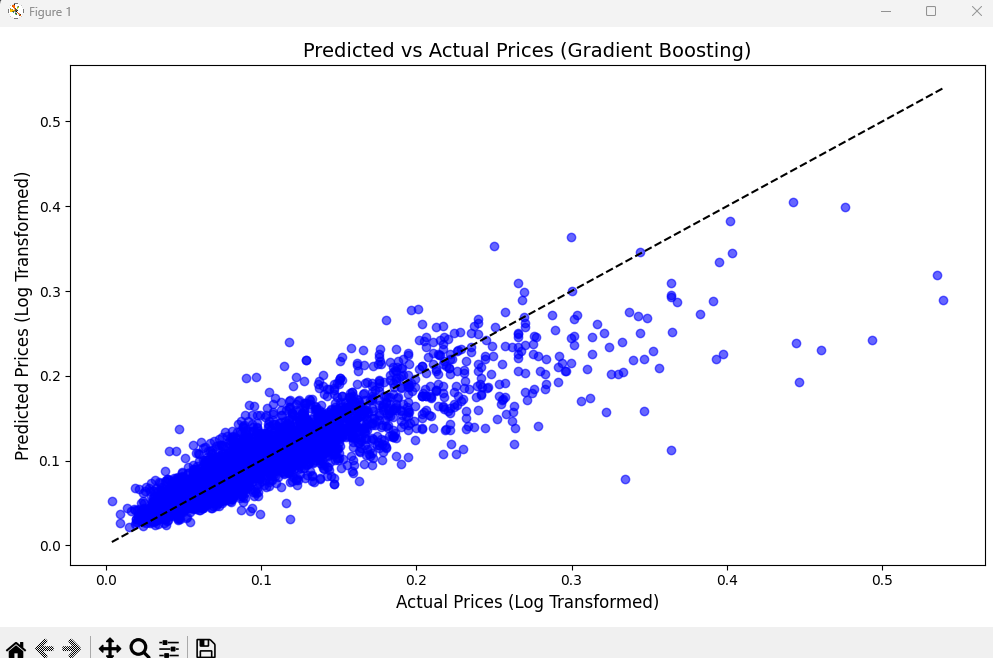 Figure 1
Predicted vs Actual Prices (Gradient Boosting)
Predicted Prices (Log Transformed)
0.5
0.4
0.3
0.2
0.1
0.0
0.0 0.1 0.2 0.3 0.4 0.5
Actual Prices (Log Transformed)